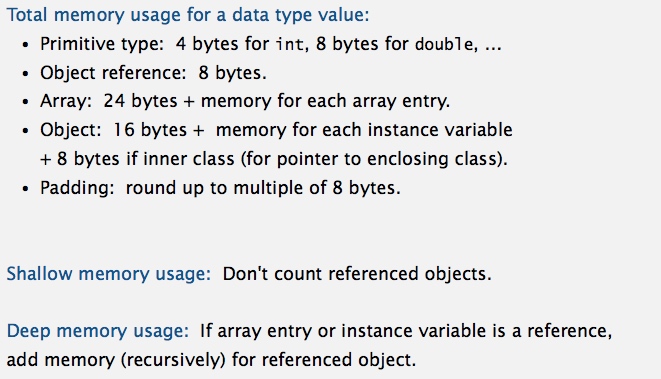 Total memory usage for a data type value:
• Primitive type: 4 bytes for int, 8 bytes for double, ...
• Object reference: 8 bytes.
• Array: 24 bytes + memory for each array entry.
• Object: 16 bytes + memory for each instance variable
+ 8 bytes if inner class (for pointer to enclosing class).
• Padding: round up to multiple of 8 bytes.
Shallow memory usage: Don't count referenced objects.
Deep memory usage: If array entry or instance variable is a reference,
add memory (recursively) for referenced object.